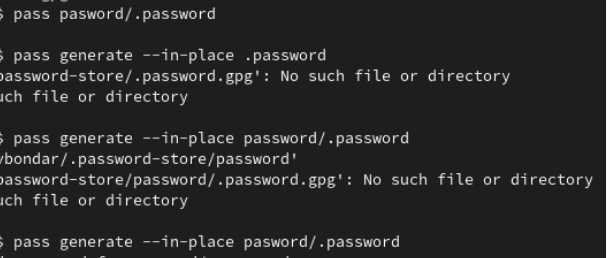 $ pass pasword/.password
$ pass generate --in-place .password
password-store/.password.gpg': No such file or directory
uch file or directory
$ pass generate --in-place password/.password
vbondar/.password-store/password'
password-store/password/.password.gpg': No such file or directory
uch file or directory
$ pass generate --in-place pasword/.password